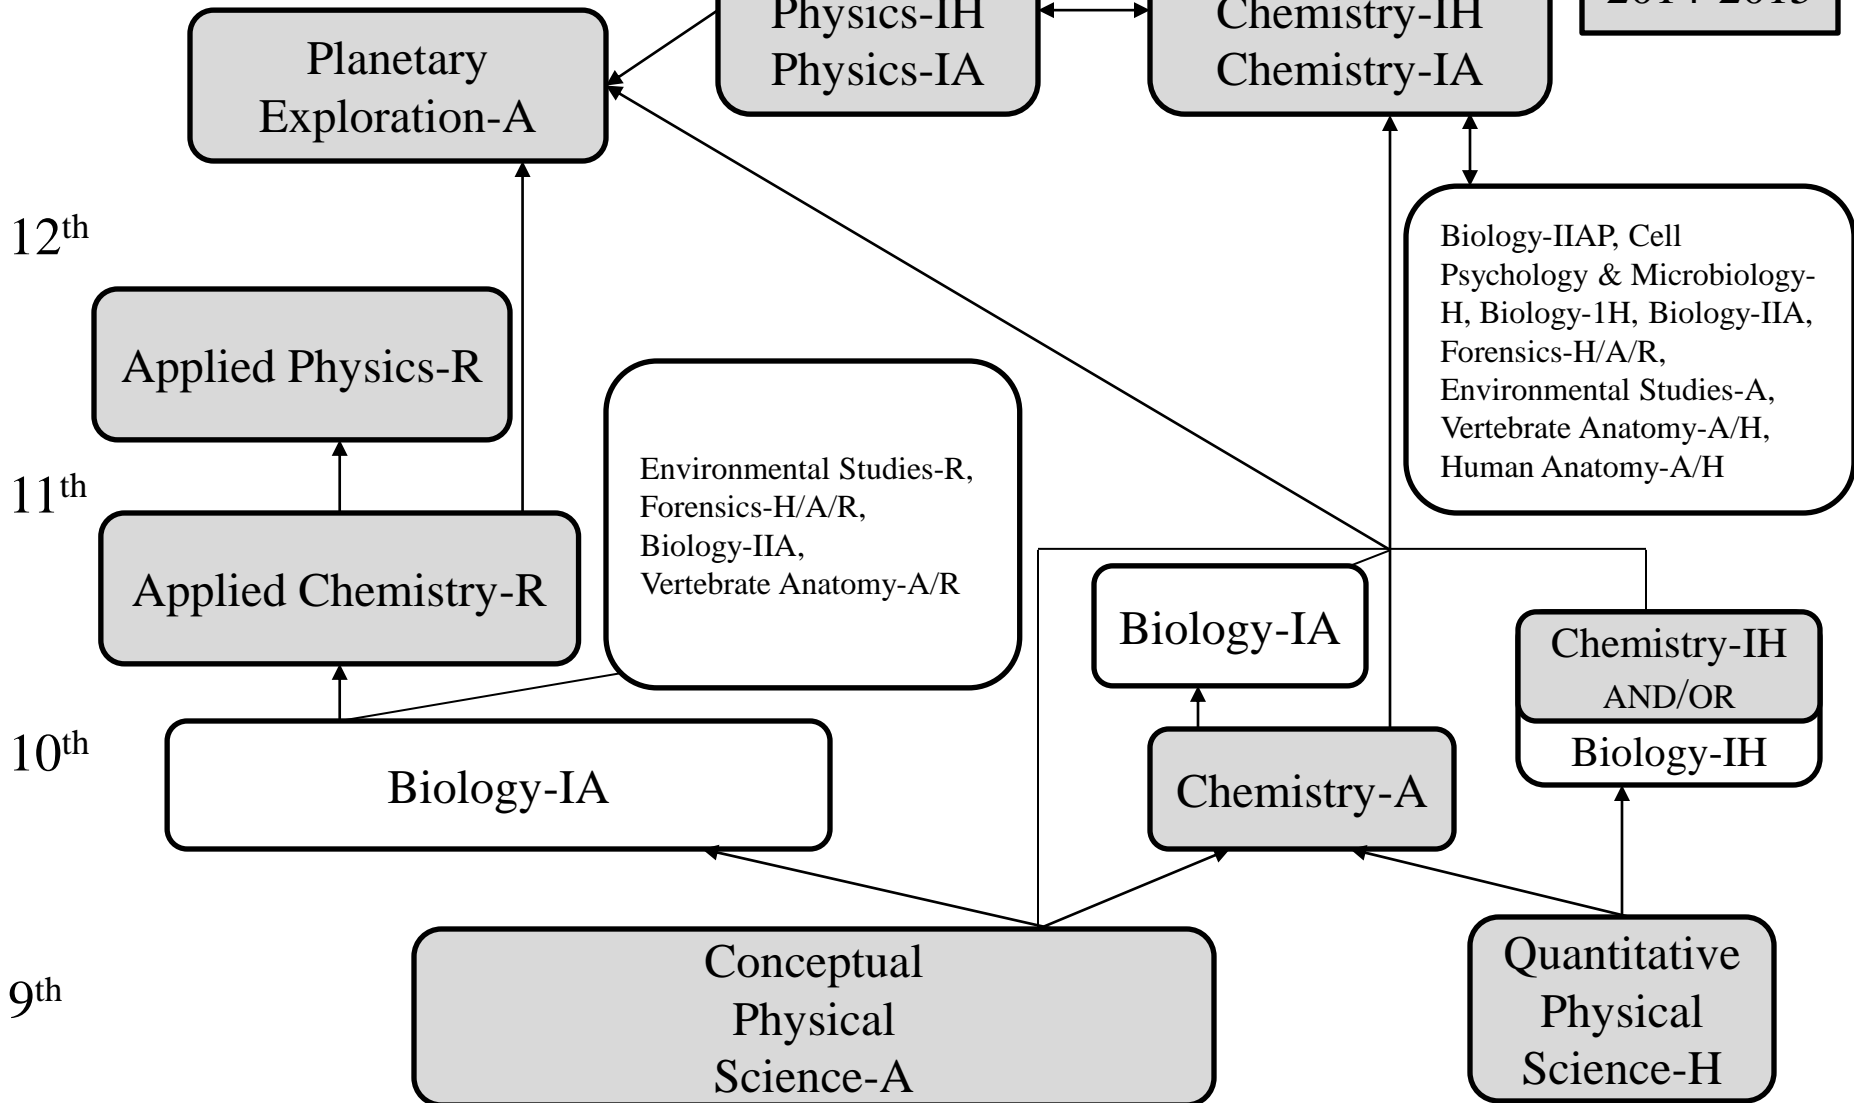 Physics-IH
Physics-IA
Chemistry-IH
Chemistry-IA
Planetary
Exploration-A
12th
Biology-IIAP, Cell
Psychology & Microbiology-
H, Biology-1H, Biology-IIA,
Forensics-H/A/R,
Environmental Studies-A,
Vertebrate Anatomy-A/H,
Human Anatomy-A/H
Applied Physics-R
11th
Environmental Studies-R,
Forensics-H/A/R,
Biology-IIA,
Vertebrate Anatomy-A/R
Applied Chemistry-R
Biology-IA
Chemistry-IH
AND/OR
Biology-IH
10th
Biology-IA
Chemistry-A
9th
Conceptual
Physical
Science-A
Quantitative
Physical
Science-H